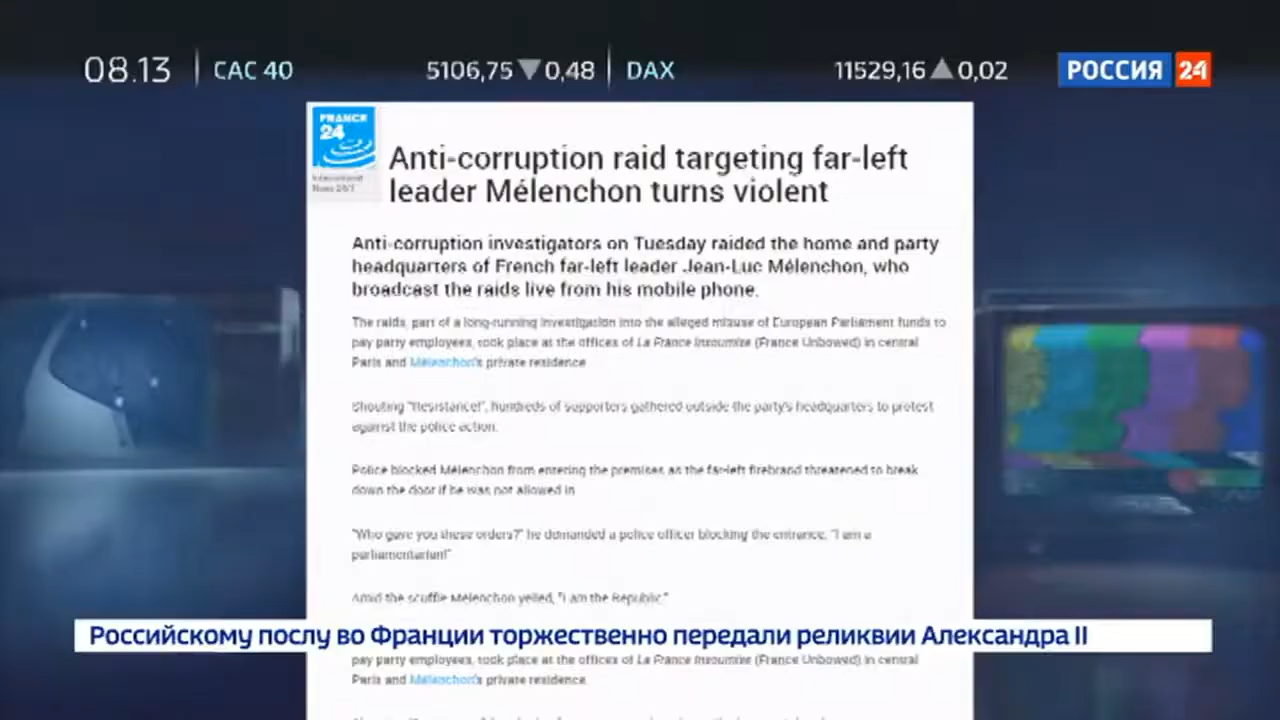 08.13 CAC 40 5106,75 ▼ 0,48 DAX 11529,16 ▲ 0,02 РОССИЯ 24
FRANCE
24
International
News 24/7
Anti-corruption raid targeting far-left
leader Mélenchon turns violent
Anti-corruption investigators on Tuesday raided the home and party
headquarters of French far-left leader Jean-Luc Mélenchon, who
broadcast the raids live from his mobile phone.
The raids, part of a long-running investigation into the alleged misuse of European Parliament funds to
pay party employees, took place at the offices of La France Insoumise (France Unbowed) in central
Paris and Mélenchon's private residence.
Shouting "Resistance!", hundreds of supporters gathered outside the party's headquarters to protest
against the police action.
Police blocked Mélenchon from entering the premises as the far-left firebrand threatened to break
down the door if he was not allowed in.
"Who gave you these orders?" he demanded a police officer blocking the entrance. "I am a
parliamentarian!"
Amid the scuffle Mélenchon yelled, "I am the Republic."
Российскому послу во Франции торжественно передали реликвии Александра II
pay party employees, took place at the offices of La France Insoumise (France Unbowed) in central
Paris and Mélenchon's private residence.